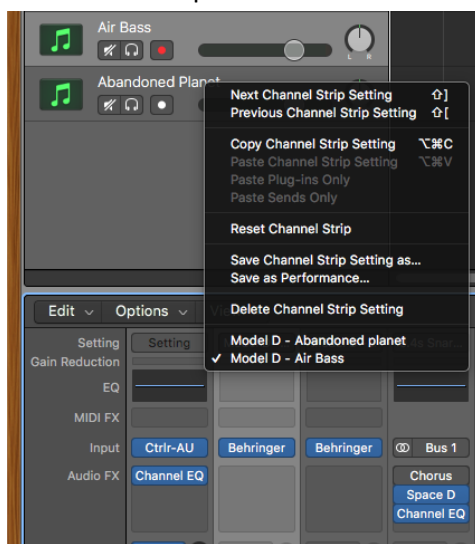 Air Bass
L R
Abandoned Planet
Next Channel Strip Setting ⇧]
Previous Channel Strip Setting ⇧[
Copy Channel Strip Setting ⌥⌘C
Paste Channel Strip Setting ⌥⌘V
Paste Plug-ins Only
Paste Sends Only
Reset Channel Strip
Save Channel Strip Setting as...
Save as Performance...
Delete Channel Strip Setting
Model D - Abandoned planet
✓ Model D - Air Bass
Edit Options
Setting Setting
Gain Reduction
EQ
MIDI FX
Input Ctrlr-AU Behringer Behringer Bus 1
Audio FX Channel EQ Chorus
Space D
Channel EQ